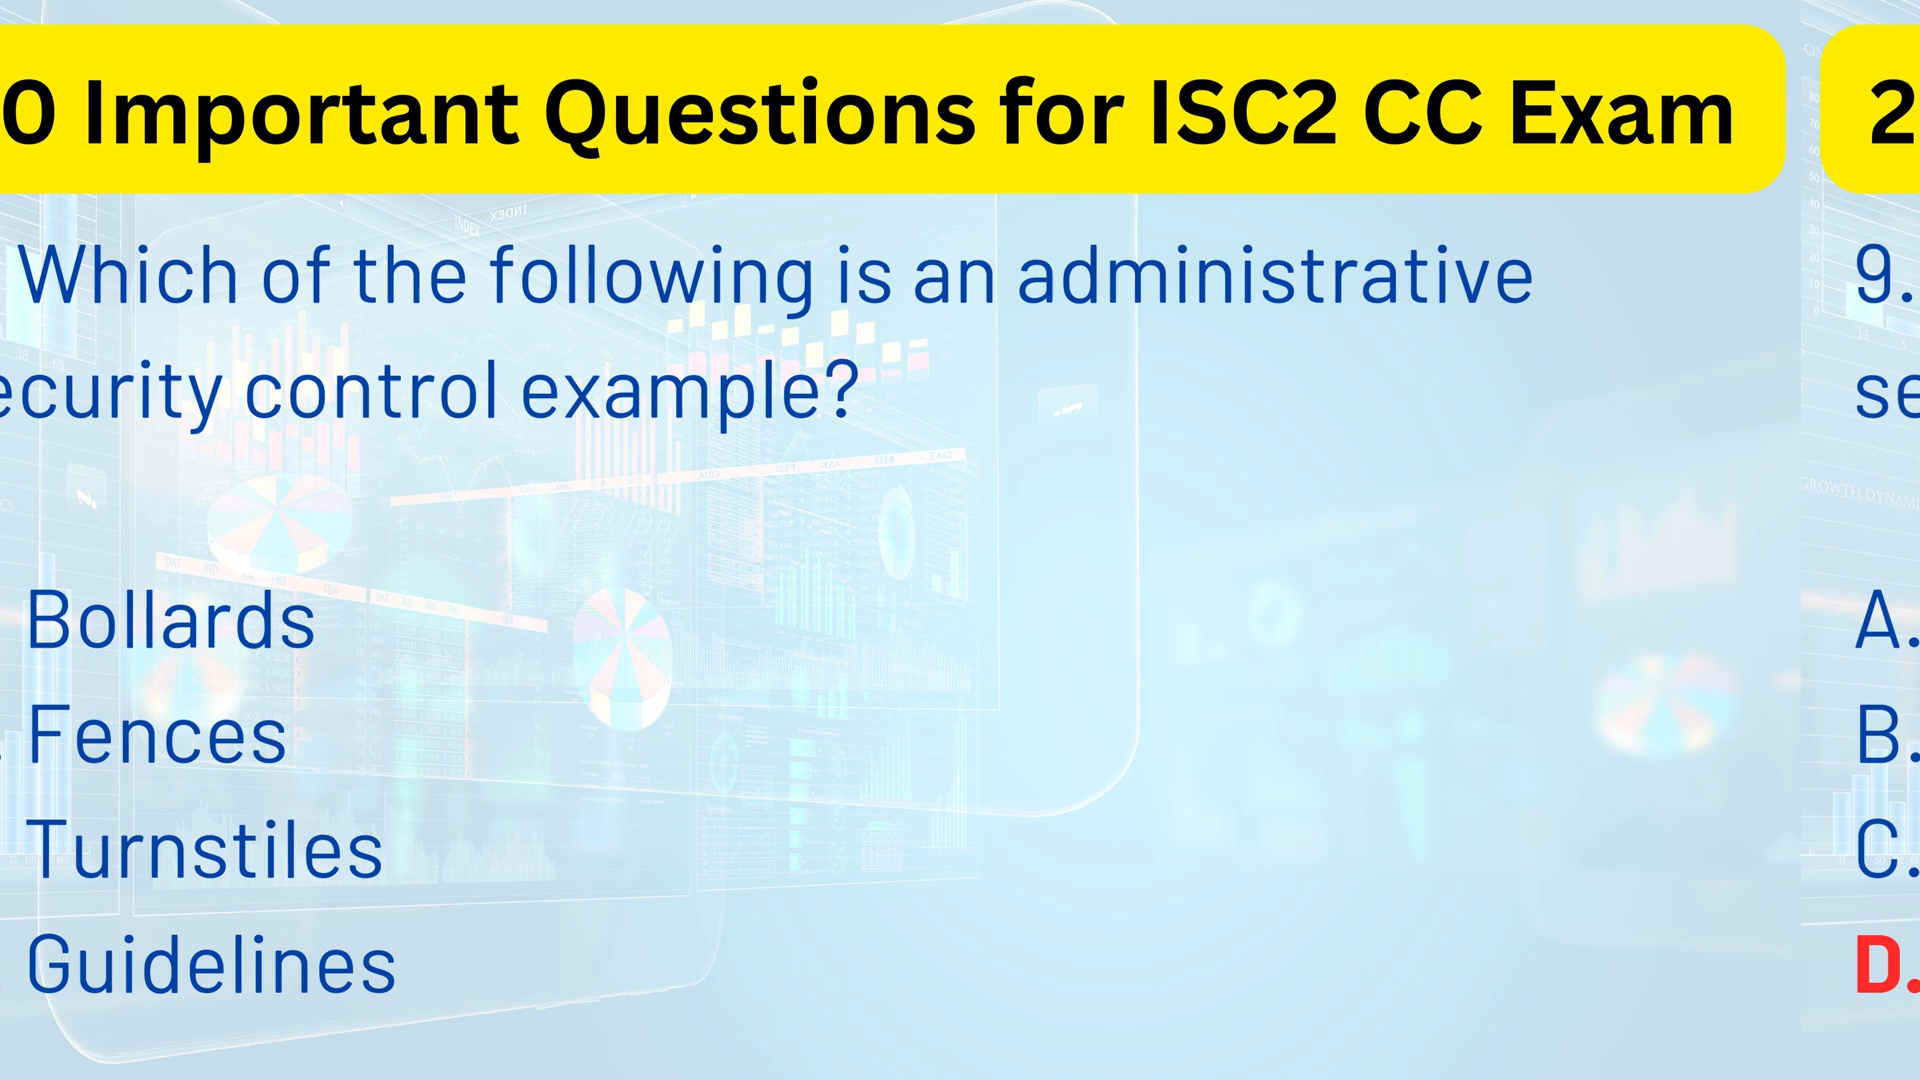 0 Important Questions for ISC2 CC Exam
Which of the following is an administrative
ecurity control example?
Bollards
. Fences
Turnstiles
Guidelines
2
9.
se
A.
B.
C.
D.